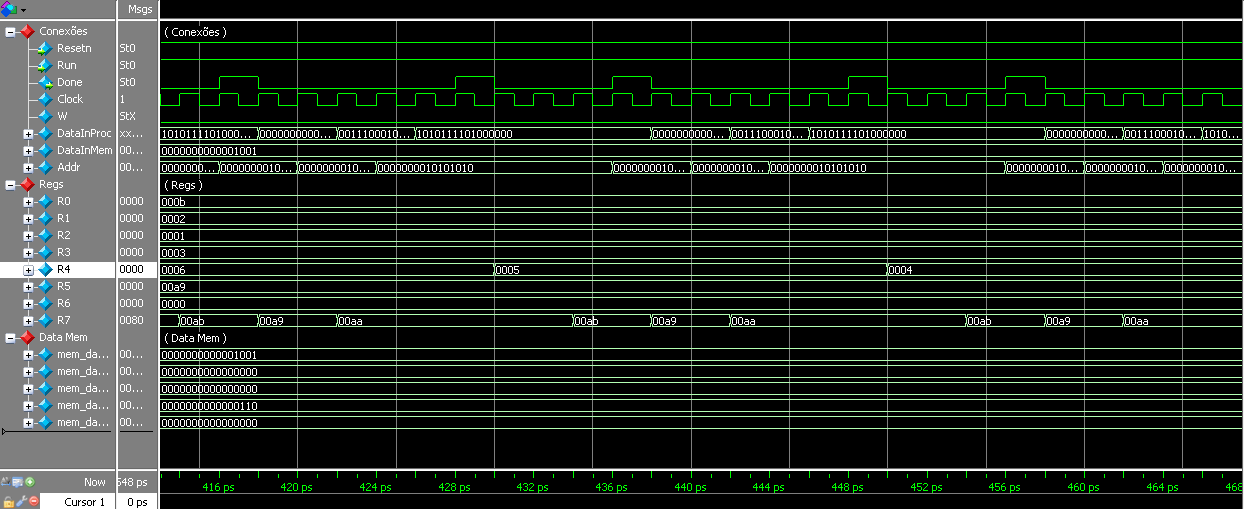 Msgs
Conexões ( Conexões )
Resetn St0
Run St0
Done St0
Clock 1
W StX
DataInProc xx... 1010111101000... 0000000000... 0011100010... 1010111101000000 0000000000... 0011100010... 1010111101000000 0000000000... 0011100010... 1010...
DataInMem 00... 0000000000001001
Addr 00... 0000000... 0000000010... 0000000010... 0000000010101010 0000000010... 0000000010... 0000000010101010 0000000010... 0000000010... 0000000010...
Regs ( Regs )
R0 0000 000b
R1 0000 0002
R2 0000 0001
R3 0000 0003
R4 0000 0006 0005 0004
R5 0000 00a9
R6 0000 0000
R7 0080 00ab 00a9 00aa 00ab 00a9 00aa 00ab 00a9 00aa
Data Mem ( Data Mem )
mem_da... 00... 0000000000001001
mem_da... 00... 0000000000000000
mem_da... 00... 0000000000000000
mem_da... 00... 0000000000000110
mem_da... 00... 0000000000000000
Now 548 ps 416 ps 420 ps 424 ps 428 ps 432 ps 436 ps 440 ps 444 ps 448 ps 452 ps 456 ps 460 ps 464 ps 468
Cursor 1 0 ps